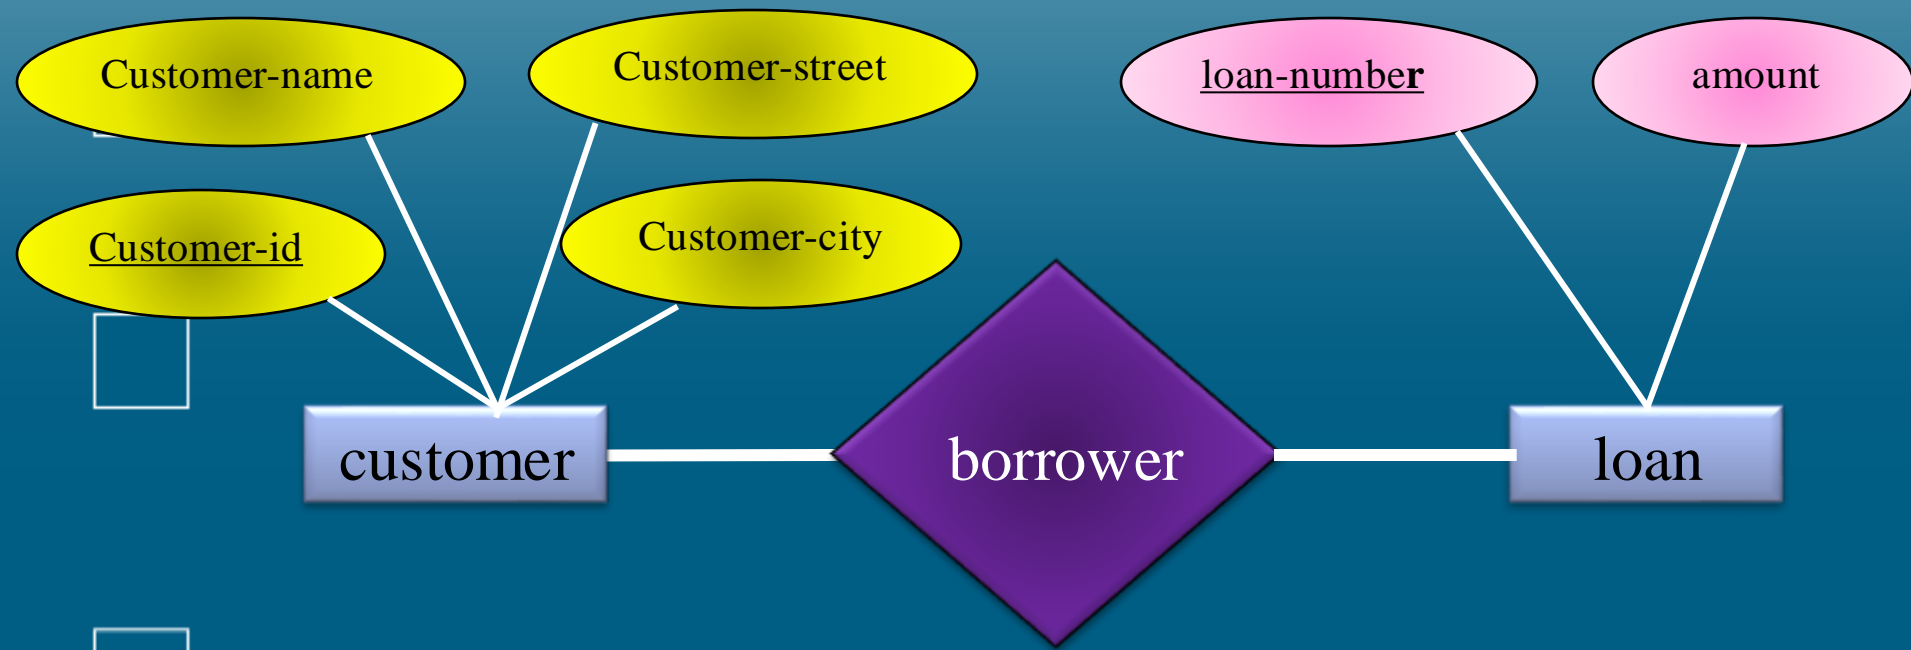 Customer-name
Customer-street
loan-number
amount
Customer-id
Customer-city
customer
borrower
loan